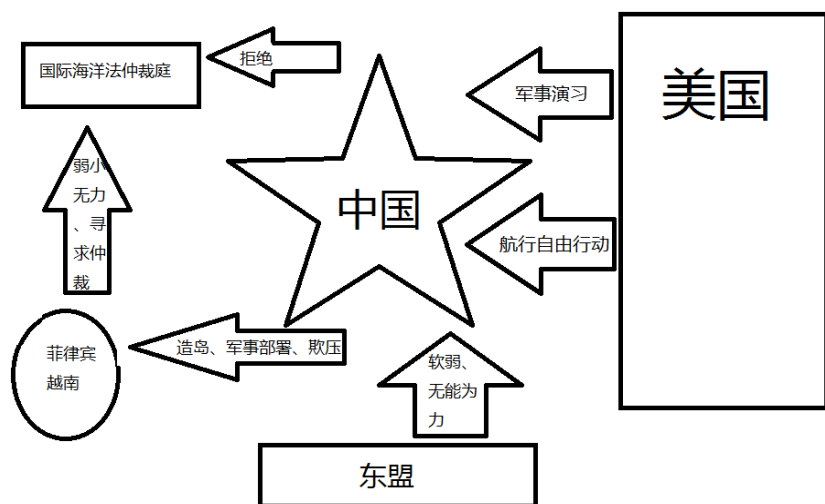 国际海洋法仲裁庭
拒绝
军事演习
美国
弱小
无力
、寻
求仲
裁
中国
航行自由行动
菲律宾
越南
造岛、军事部署、欺压
软弱、
无能为
力
东盟